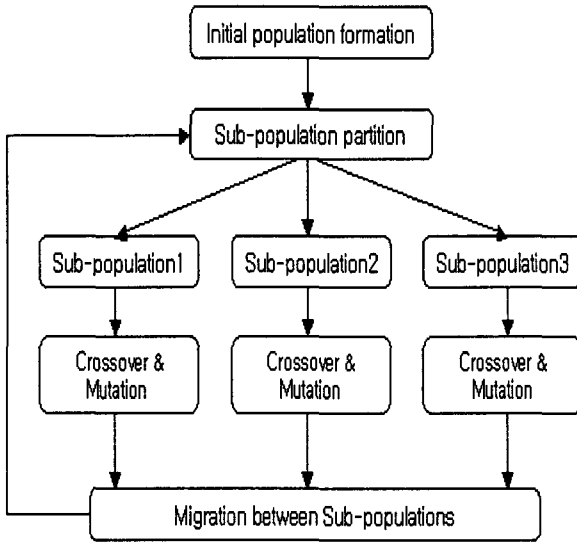 Initial population formation
Sub-population partition
Sub-population1
Sub-population2
Sub-population3
Crossover &
Mutation
Crossover &
Mutation
Crossover &
Mutation
Migration between Sub-populations